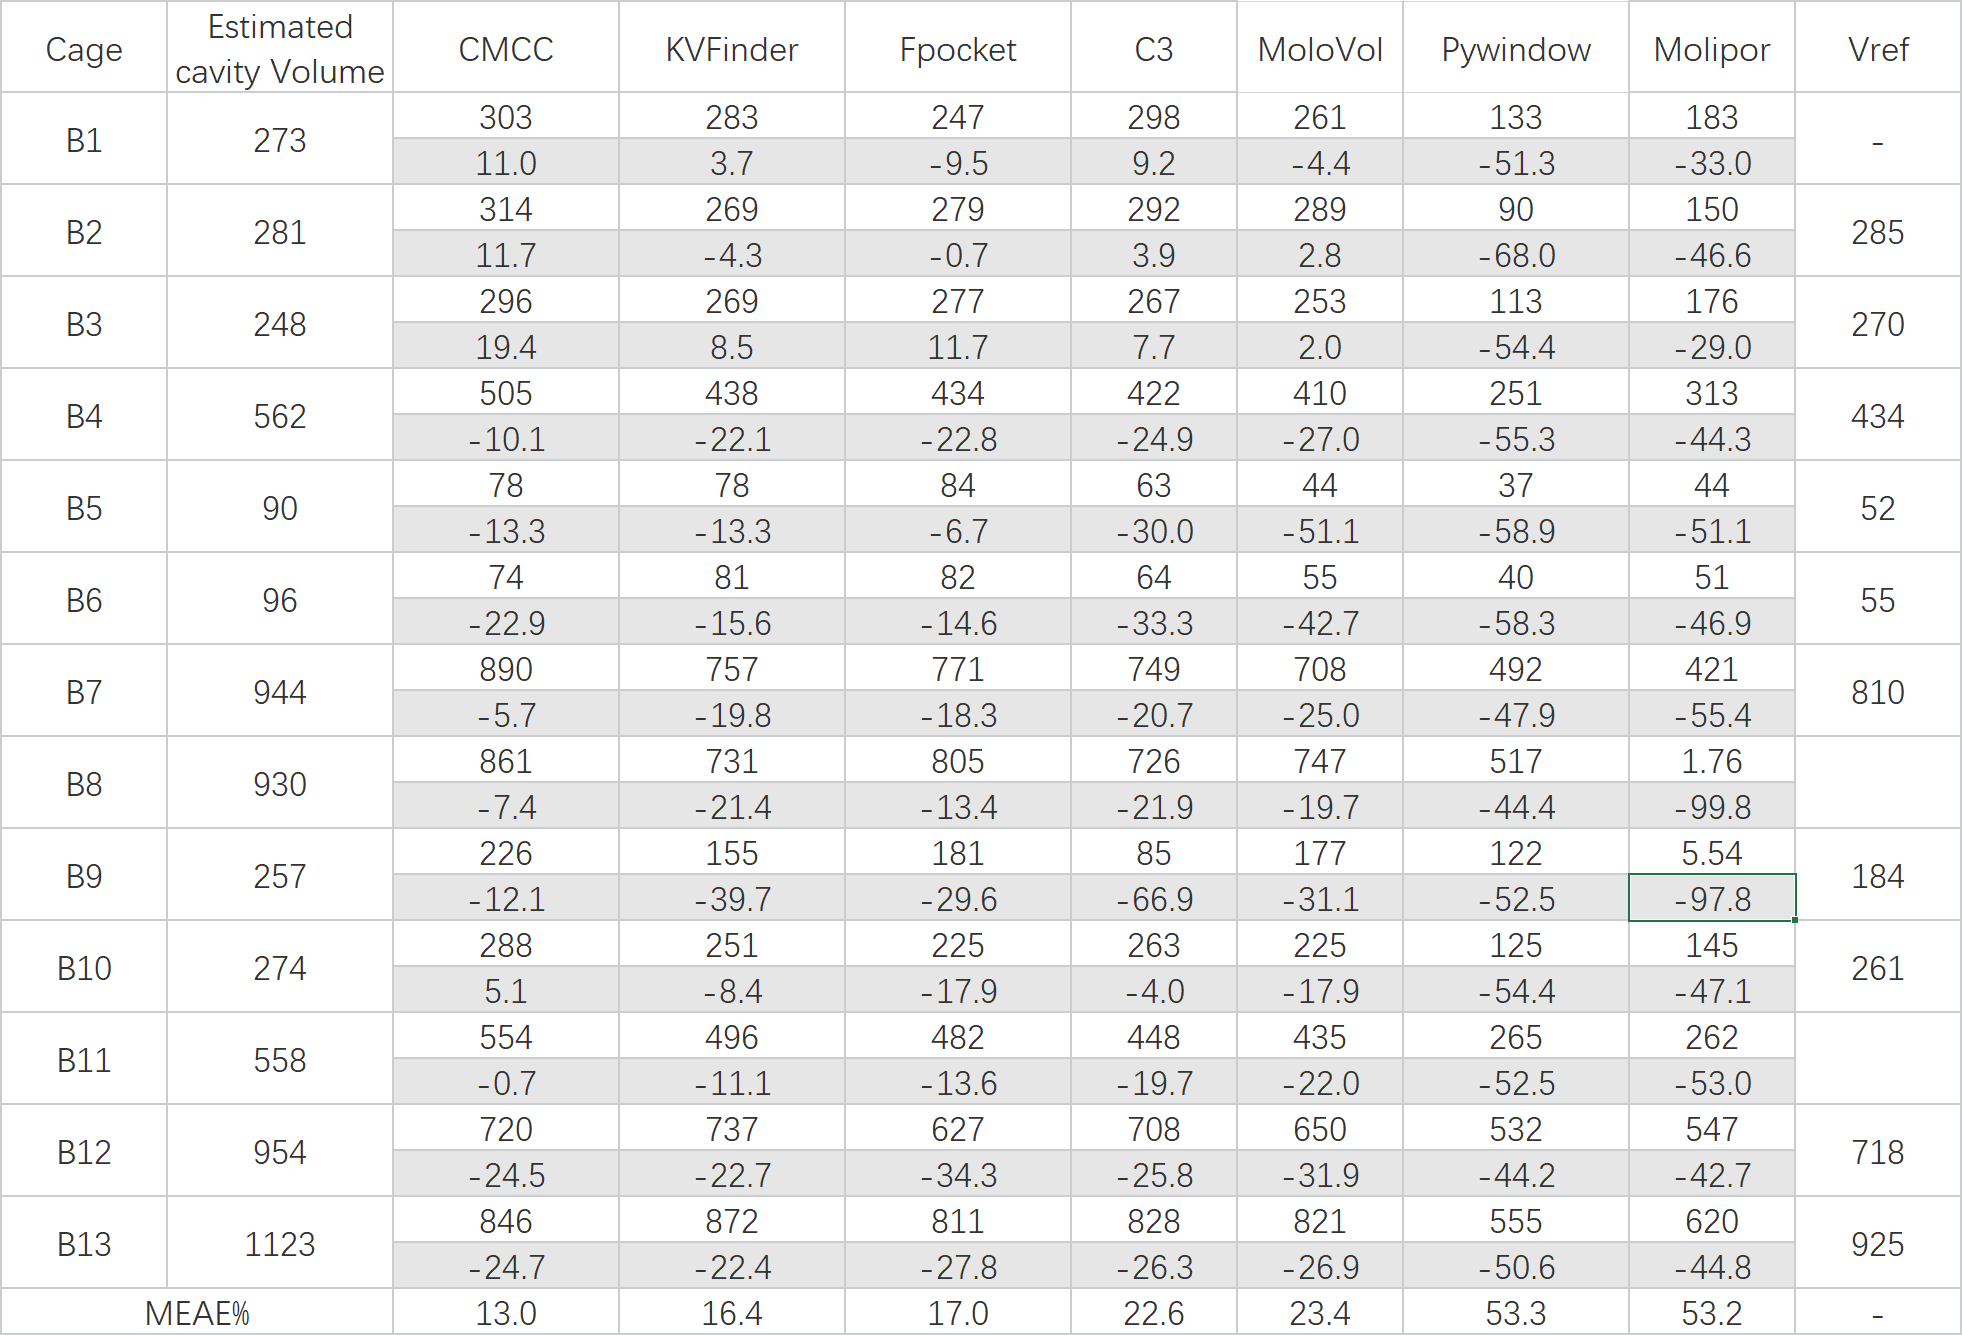 Cage Estimated cavity Volume CMCC KVFinder Fpocket C3 MoloVol Pywindow Molipor Vref
B1 273 303 283 247 298 261 133 183 -
11.0 3.7 -9.5 9.2 -4.4 -51.3 -33.0
B2 281 314 269 279 292 289 90 150 285
11.7 -4.3 -0.7 3.9 2.8 -68.0 -46.6
B3 248 296 269 277 267 253 113 176 270
19.4 8.5 11.7 7.7 2.0 -54.4 -29.0
B4 562 505 438 434 422 410 251 313 434
-10.1 -22.1 -22.8 -24.9 -27.0 -55.3 -44.3
B5 90 78 78 84 63 44 37 44 52
-13.3 -13.3 -6.7 -30.0 -51.1 -58.9 -51.1
B6 96 74 81 82 64 55 40 51 55
-22.9 -15.6 -14.6 -33.3 -42.7 -58.3 -46.9
B7 944 890 757 771 749 708 492 421 810
-5.7 -19.8 -18.3 -20.7 -25.0 -47.9 -55.4
B8 930 861 731 805 726 747 517 1.76
-7.4 -21.4 -13.4 -21.9 -19.7 -44.4 -99.8
B9 257 226 155 181 85 177 122 5.54 184
-12.1 -39.7 -29.6 -66.9 -31.1 -52.5 -97.8
B10 274 288 251 225 263 225 125 145 261
5.1 -8.4 -17.9 -4.0 -17.9 -54.4 -47.1
B11 558 554 496 482 448 435 265 262
-0.7 -11.1 -13.6 -19.7 -22.0 -52.5 -53.0
B12 954 720 737 627 708 650 532 547 718
-24.5 -22.7 -34.3 -25.8 -31.9 -44.2 -42.7
B13 1123 846 872 811 828 821 555 620 925
-24.7 -22.4 -27.8 -26.3 -26.9 -50.6 -44.8
MEAE% 13.0 16.4 17.0 22.6 23.4 53.3 53.2 -